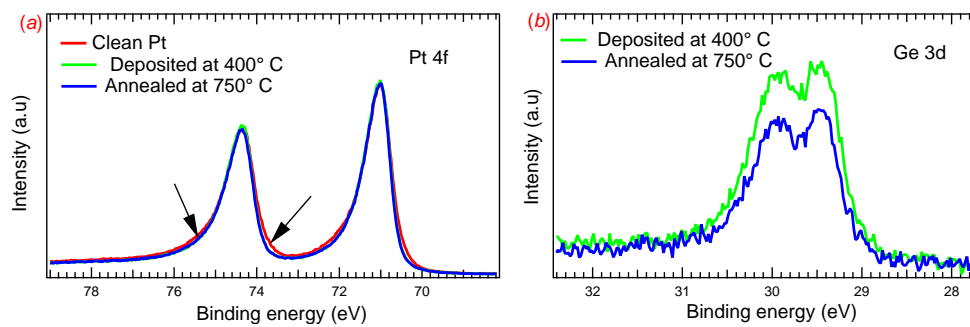 (a)
Clean Pt
Deposited at 400° C
Annealed at 750° C
Pt 4f
Intensity (a.u)
78
76
74
72
70
Binding energy (eV)
(b)
Deposited at 400° C
Annealed at 750° C
Ge 3d
Intensity (a.u)
32
31
30
29
28
Binding energy (eV)